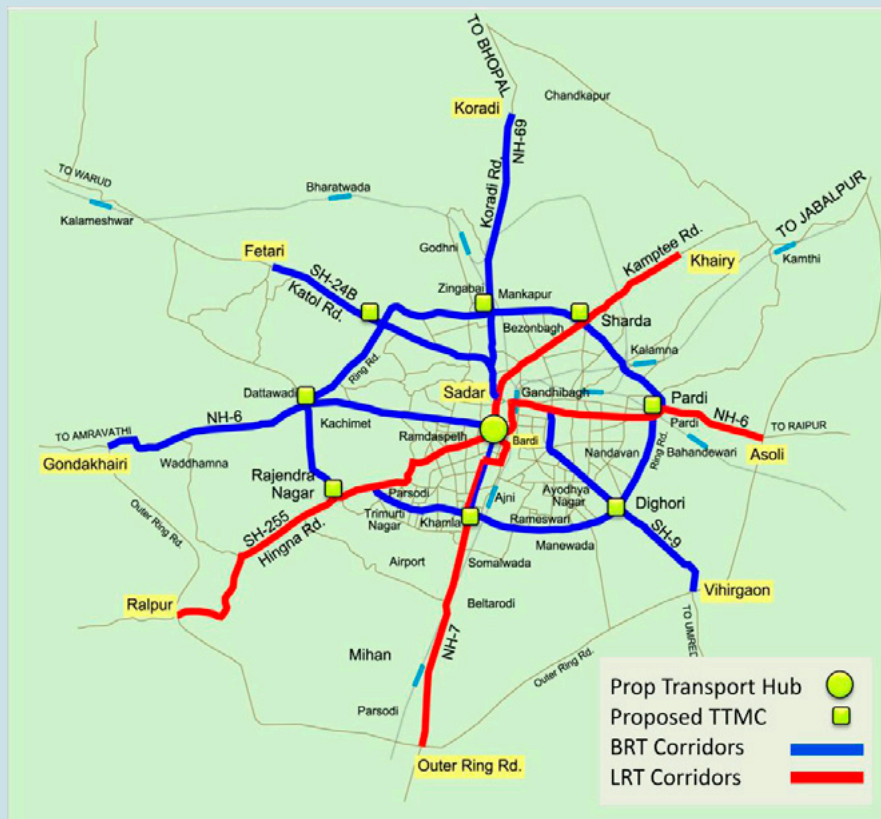 TO BHOPAL
Koradi
NH-69
Koradi Rd.
Chandkapur
TO WARUD
Kalameshwar
Bharatwada
Godhni
TO JABALPUR
Kamthi
Kamptee Rd.
Khairy
Fetari
SH-24B
Katol Rd.
Zingabai
Mankapur
Bezonbagh
Sharda
Kalamna
Ring Rd.
Sadar
Gandhibagh
Dattawadi
Pardi
Pardi
NH-6
TO RAIPUR
NH-6
Kachimet
Ramdaspeth
Bardi
Nandavan
Ring Rd.
Bahandewari
Asoli
TO AMRAVATHI
Gondakhairi
Waddhamna
Rajendra
Nagar
Parsodi
Ajni
Ayodhya
Nagar
Dighori
Outer Ring Rd.
SH-255
Hingna Rd.
Trimurti
Nagar
Khamla
Rameswari
Manewada
SH-9
Airport
Somalwada
Vihirgaon
Ralpur
Beltarodi
TO UMRED
Mihan
NH-7
Outer Ring Rd.
Parsodi
Outer Ring Rd.
Prop Transport Hub
Proposed TTMC
BRT Corridors
LRT Corridors